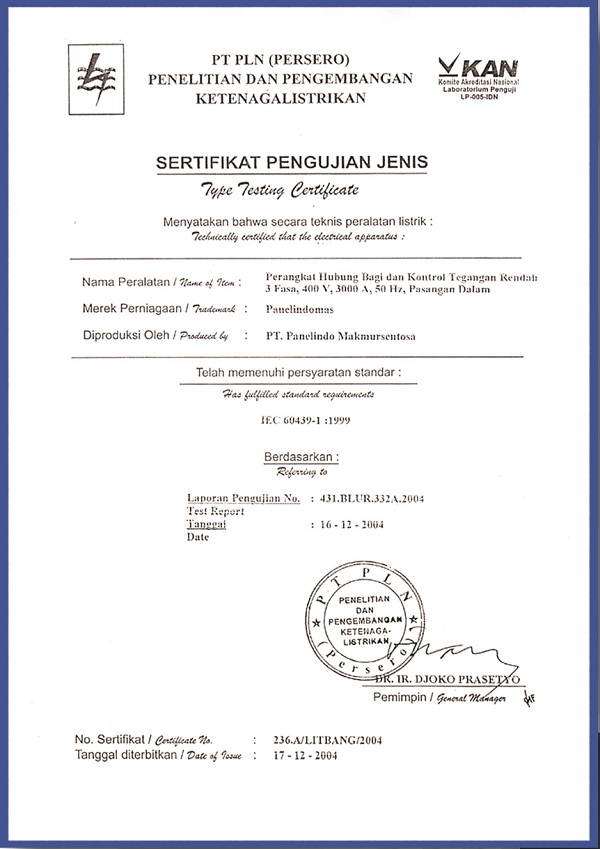 PT PLN (PERSERO)
PENELITIAN DAN PENGEMBANGAN
KETENAGALISTRIKAN
KAN
Komite Akreditasi Nasional
Laboratorium Penguji
LP-005-IDN
SERTIFIKAT PENGUJIAN JENIS
Type Testing Certificate
Menyatakan bahwa secara teknis peralatan listrik :
Technically certified that the electrical apparatus :
Nama Peralatan / Name of Item : Perangkat Hubung Bagi dan Kontrol Tegangan Rendah
3 Fasa, 400 V, 3000 A, 50 Hz, Pasangan Dalam
Merek Perniagaan / Trademark : Panelindomas
Diproduksi Oleh / Produced by : PT. Panelindo Makmursentosa
Telah memenuhi persyaratan standar :
Has fulfilled standard requirements
IEC 60439-1 :1999
Berdasarkan :
Referring to
Laporan Pengujian No. : 431.BLUR.332A.2004
Test Report
Tanggal : 16 - 12 - 2004
Date
PT PLN
PENELITIAN
DAN
PENGEMBANGAN
KETENAGA-
LISTRIKAN
(Persero)
DR. IR. DJOKO PRASETYO
Pemimpin / General Manager
No. Sertifikat / Certificate No. : 236.A/LITBANG/2004
Tanggal diterbitkan / Date of Issue : 17 - 12 - 2004